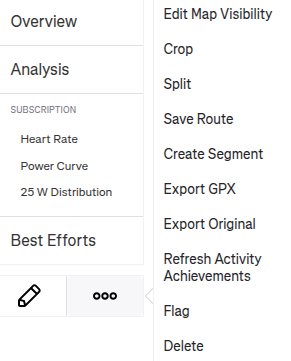 Overview
Analysis
SUBSCRIPTION
Heart Rate
Power Curve
25 W Distribution
Best Efforts
Edit Map Visibility
Crop
Split
Save Route
Create Segment
Export GPX
Export Original
Refresh Activity
Achievements
Flag
Delete